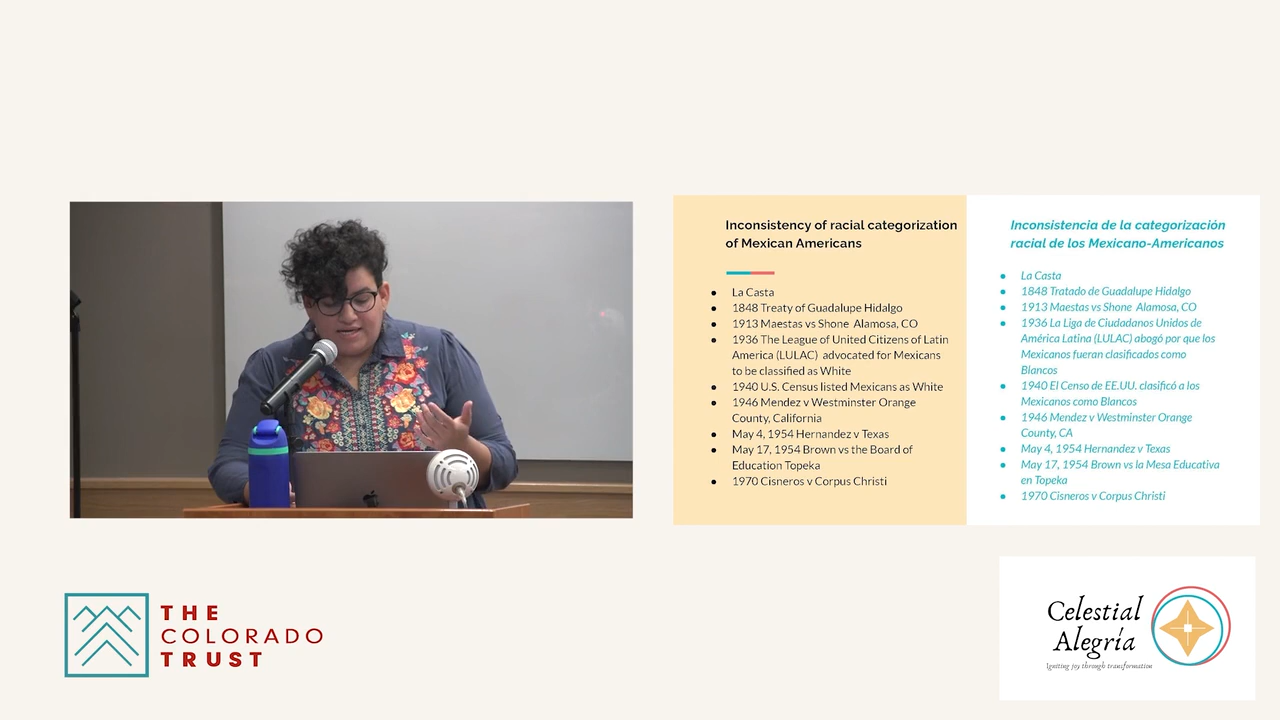 Inconsistency of racial categorization
of Mexican Americans
La Casta
1848 Treaty of Guadalupe Hidalgo
1913 Maestas vs Shone Alamosa, CO
1936 The League of United Citizens of Latin
America (LULAC) advocated for Mexicans
to be classified as White
1940 U.S. Census listed Mexicans as White
1946 Mendez v Westminster Orange
County, California
May 4, 1954 Hernandez v Texas
May 17, 1954 Brown vs the Board of
Education Topeka
1970 Cisneros v Corpus Christi
Inconsistencia de la categorización
racial de los Mexicano-Americanos
La Casta
1848 Tratado de Guadalupe Hidalgo
1913 Maestas vs Shone Alamosa, CO
1936 La Liga de Ciudadanos Unidos de
América Latina (LULAC) abogó por que los
Mexicanos fueran clasificados como
Blancos
1940 El Censo de EE.UU. clasificó a los
Mexicanos como Blancos
1946 Mendez v Westminster Orange
County, CA
May 4, 1954 Hernandez v Texas
May 17, 1954 Brown vs la Mesa Educativa
en Topeka
1970 Cisneros v Corpus Christi
THE
COLORADO
TRUST
Celestial
Alegría
Igniting joy through transformation